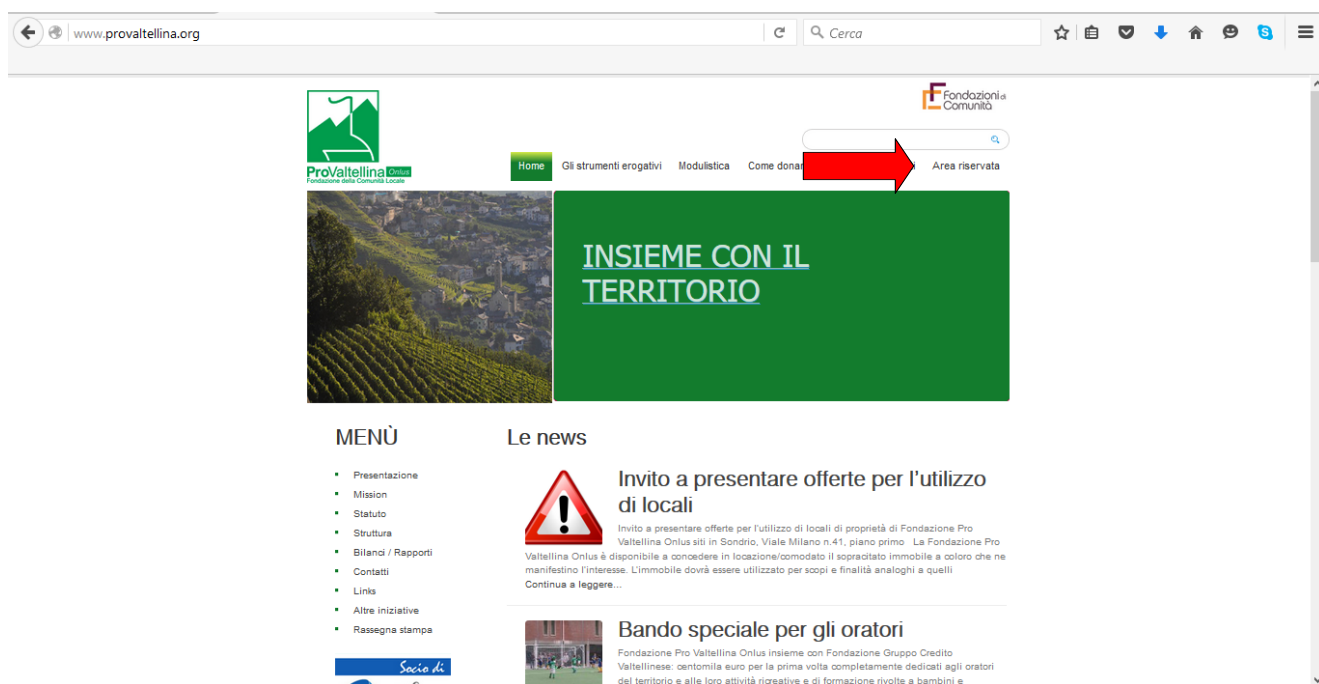 www.provaltellina.org
Cerca
S
Fondazioni di
Comunità
ProValtellina Onlus
Fondazione della Comunità Locale
Home Gli strumenti erogativi Modulistica Come donar i Area riservata
INSIEME CON IL
TERRITORIO
MENÙ
Presentazione
Mission
Statuto
Struttura
Bilanci / Rapporti
Contatti
Links
Altre iniziative
Rassegna stampa
Socio di
Le news
Invito a presentare offerte per l'utilizzo
di locali
Invito a presentare offerte per l'utilizzo di locali di proprietà di Fondazione Pro
Valtellina Onlus siti in Sondrio, Viale Milano n.41, piano primo La Fondazione Pro
Valtellina Onlus è disponibile a concedere in locazione/comodato il sopracitato immobile a coloro che ne
manifestino l'interesse. L'immobile dovrà essere utilizzato per scopi e finalità analoghi a quelli
Continua a leggere...
Bando speciale per gli oratori
Fondazione Pro Valtellina Onlus insieme con Fondazione Gruppo Credito
Valtellinese: centomila euro per la prima volta completamente dedicati agli oratori
del territorio e alle loro attività ricreative e di formazione rivolte a bambini e